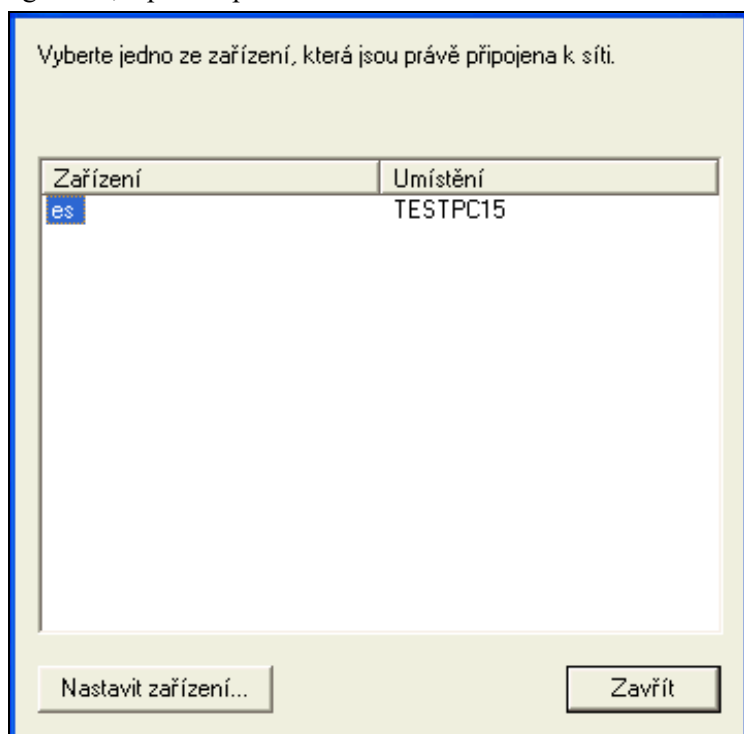 Vyberte jedno ze zařízení, která jsou právě připojena k síti.
Zařízení Umístění
es TESTPC15
Nastavit zařízení... Zavřít